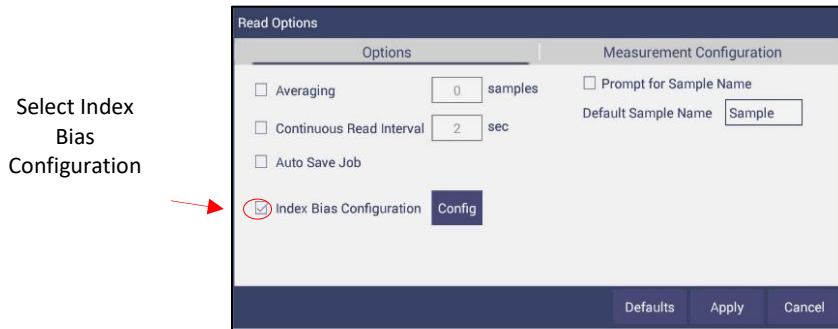 Select Index
Bias
Configuration
Read Options
Options
Measurement Configuration
Averaging 0 samples
Continuous Read Interval 2 sec
Auto Save Job
Index Bias Configuration Config
Prompt for Sample Name
Default Sample Name Sample
Defaults Apply Cancel